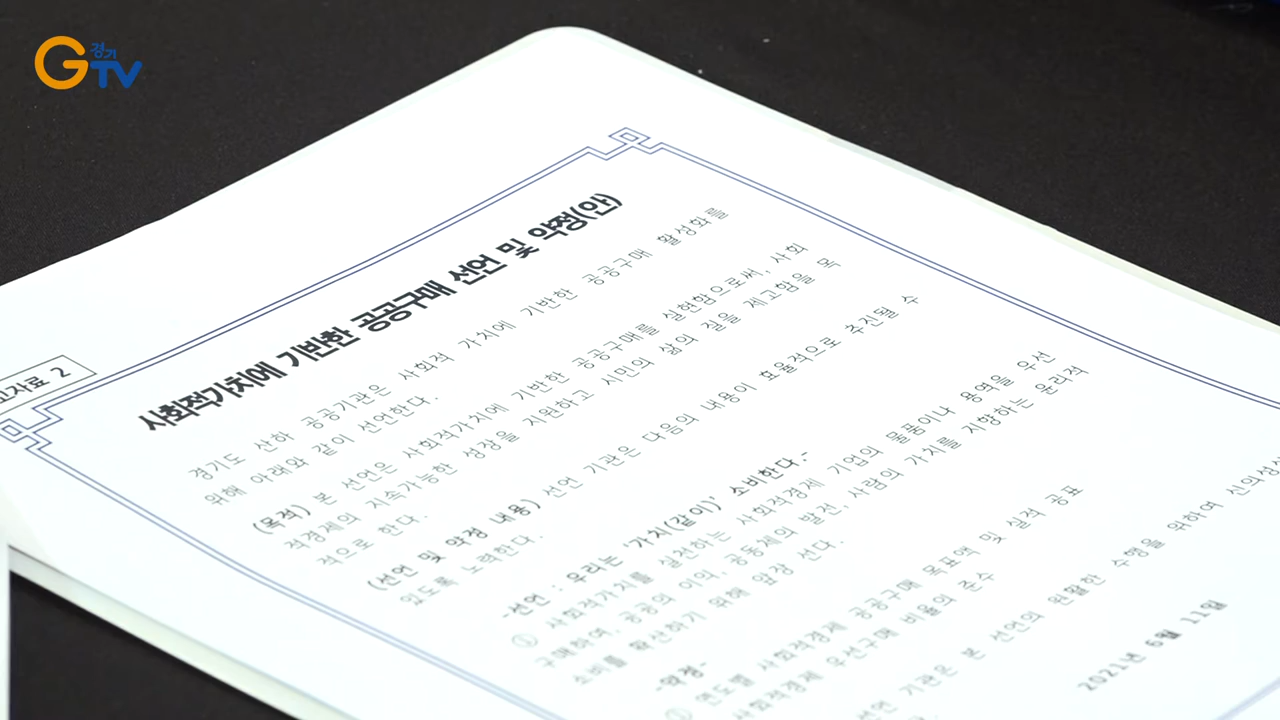 경기
GTV
고자료 2
사회적가치에 기반한 공공구매 선언 및 약정(안)
경기도 산하 공공기관은 사회적 가치에 기반한 공공구매 활성화를
위해 아래와 같이 선언한다.
(목적) 본 선언은 사회적가치에 기반한 공공구매를 실현함으로써, 사회
적경제의 지속가능한 성장을 지원하고 시민의 삶의 질을 제고함을 목
적으로 한다.
(선언 및 약정 내용) 선언 기관은 다음의 내용이 효율적으로 추진될 수
있도록 노력한다.
-선언 : 우리는 '가치(같이)' 소비한다.-
① 사회적가치를 실천하는 사회적경제 기업의 물품이나 용역을 우선
구매하여, 공공의 이익, 공동체의 발전, 사람의 가치를 지향하는 윤리적
소비를 확산하기 위해 앞장 선다.
-약정-
① 연도별 사회적경제 공공구매 목표액 및 실적 공표
사회적경제 우선구매 비율의 준수
선언 기관은 본 선언의 원활한 수행을 위하여 신의성실
2021년 6월 11일